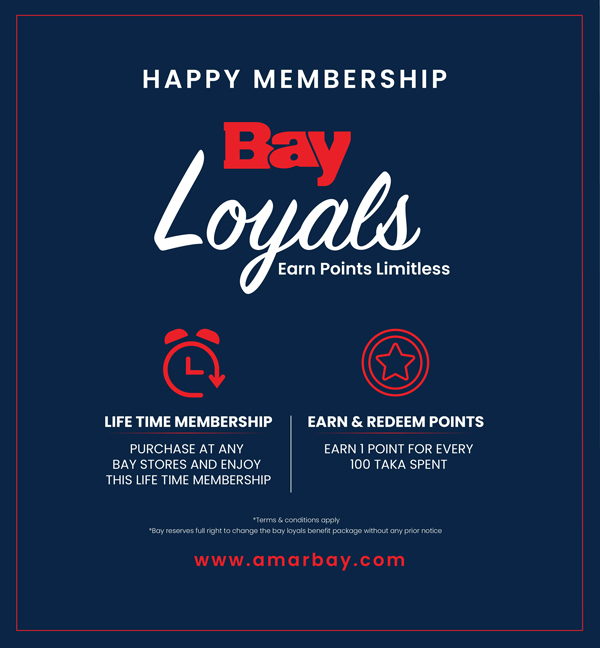 HAPPY MEMBERSHIP
Bay
Loyals
Earn Points Limitless
LIFE TIME MEMBERSHIP
PURCHASE AT ANY
BAY STORES AND ENJOY
THIS LIFE TIME MEMBERSHIP
EARN & REDEEM POINTS
EARN 1 POINT FOR EVERY
100 TAKA SPENT
*Terms & conditions apply
*Bay reserves full right to change the bay loyals benefit package without any prior notice
www.amarbay.com